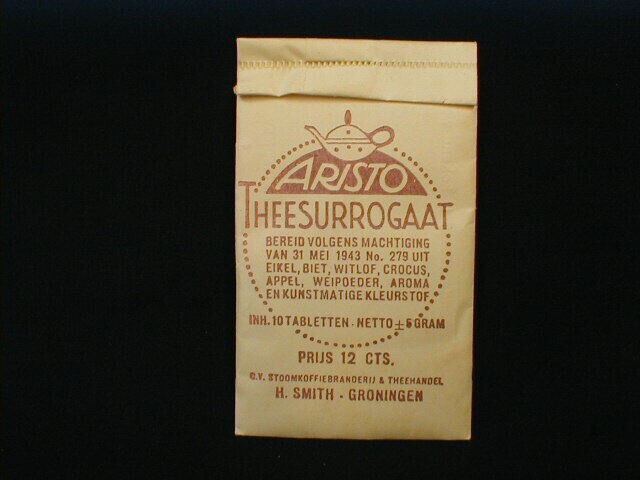 ARISTO
THEESURROGAAT
BEREID VOLGENS MACHTIGING
VAN 31 MEI 1943 No. 279 UIT
EIKEL, BIET, WITLOF, CROCUS,
APPEL, WEIPOEDER, AROMA
EN KUNSTMATIGE KLEURSTOF.
INH. 10 TABLETTEN - NETTO ± 5 GRAM
PRIJS 12 CTS.
C.V. STOOMKOFFIEBRANDERIJ & THEEHANDEL
H. SMITH - GRONINGEN